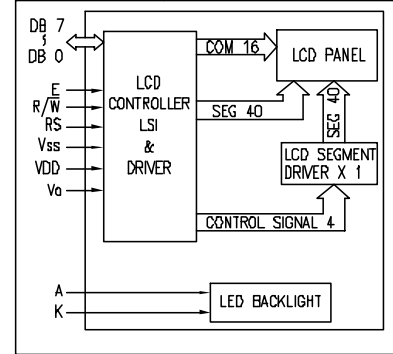 DB 7
DB 0
E
R/W
RS
Vss
VDD
Vo
A
K
LCD
CONTROLLER
LSI
&
DRIVER
COM 16
SEG 40
CONTROL SIGNAL 4
LCD PANEL
SEG 40
LCD SEGMENT
DRIVER X 1
LED BACKLIGHT